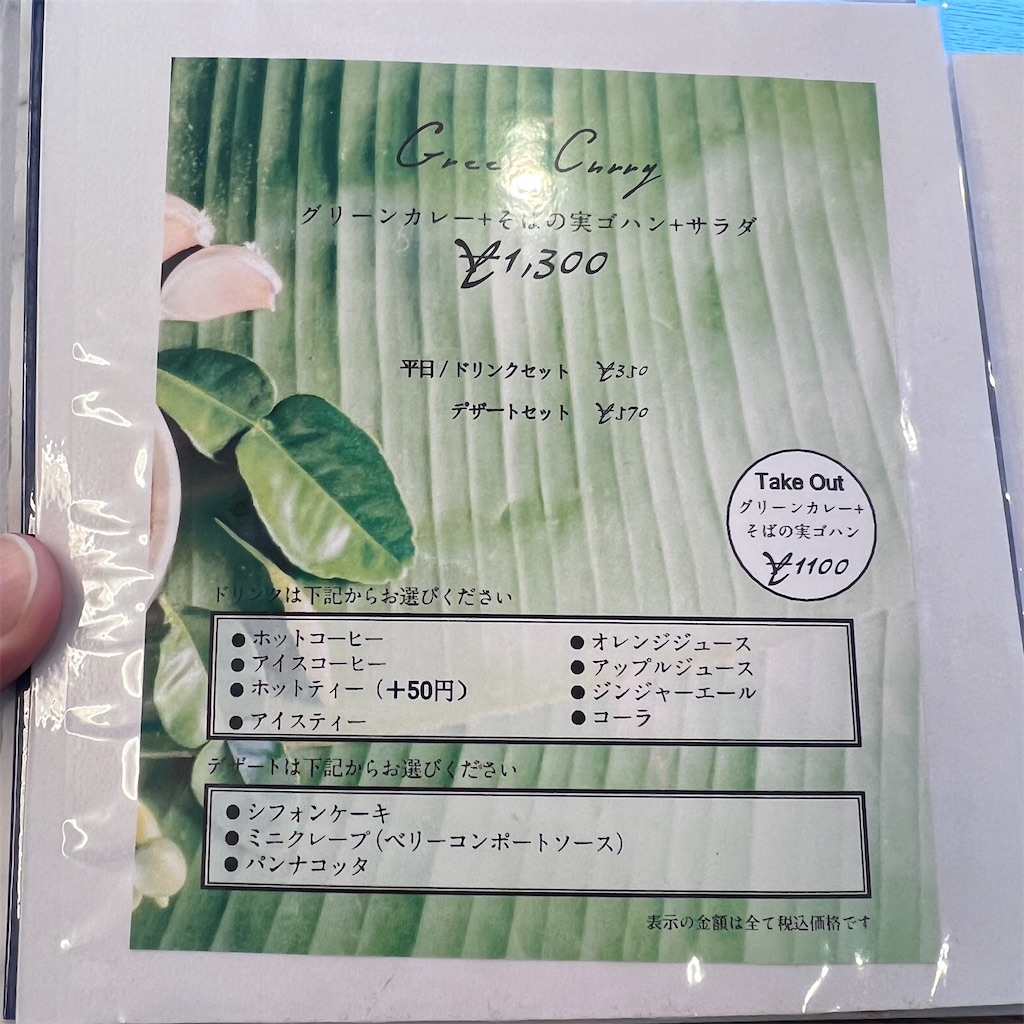 Gree Curry
グリーンカレー+そばの実ゴハン+サラダ
¥1,300
平日/ドリンクセット ¥350
デザートセット ¥570
Take Out
グリーンカレー+
そばの実ゴハン
¥1100
ドリンクは下記からお選びください
●ホットコーヒー
●アイスコーヒー
●ホットティー(+50円)
●アイスティー
●オレンジジュース
●アップルジュース
●ジンジャーエール
●コーラ
デザートは下記からお選びください
●シフォンケーキ
●ミニクレープ(ベリーコンポートソース)
●パンナコッタ
表示の金額は全て税込価格です